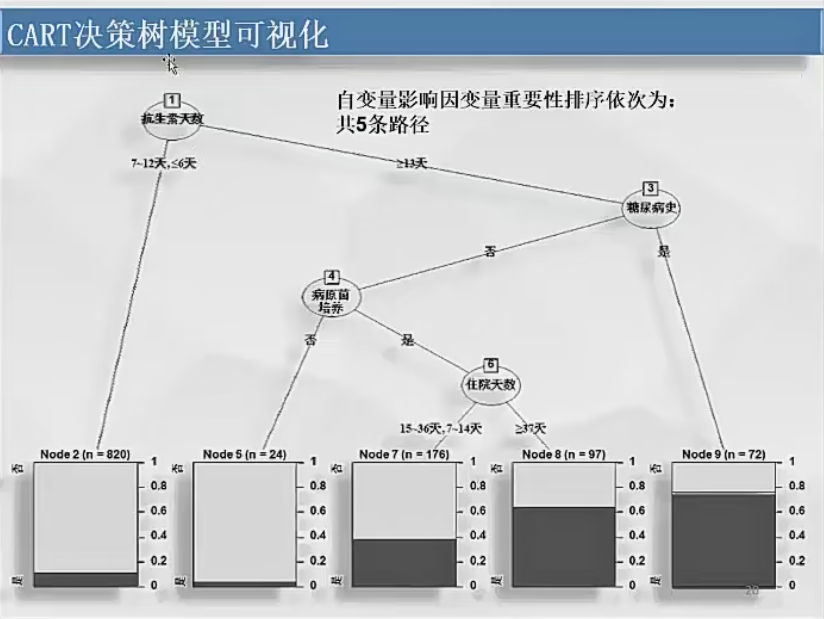 CART决策树模型可视化
自变量影响因变量重要性排序依次为：
共5条路径
1
抗生素天数
7~12天,≤6天
≥13天
3
糖尿病史
否
是
4
病原菌
培养
否
是
6
住院天数
15~36天,7~14天
≥37天
Node 2 (n = 820)
Node 5 (n = 24)
Node 7 (n = 176)
Node 8 (n = 97)
Node 9 (n = 72)
否 1 否 1 否 1 否 1 否 1
0.8 0.8 0.8 0.8 0.8
0.6 0.6 0.6 0.6 0.6
0.4 0.4 0.4 0.4 0.4
0.2 0.2 0.2 0.2 0.2
是 0 是 0 是 0 是 0 是 0